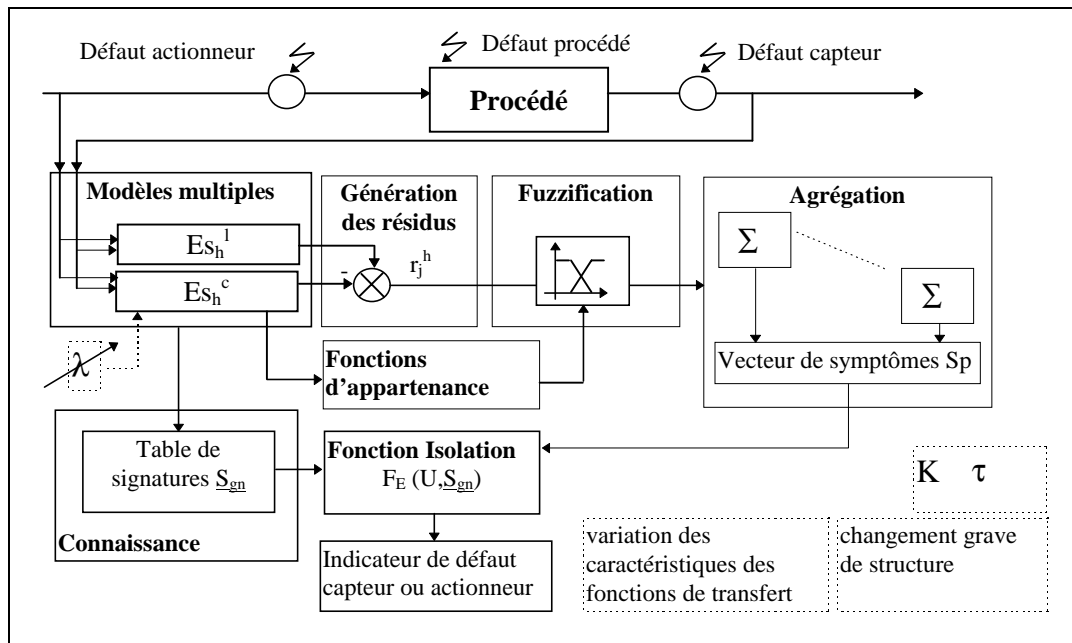 Défaut actionneur
Défaut procédé
Défaut capteur
Procédé
Modèles multiples
Es_h^l
Es_h^c
λ
Génération
des résidus
-
r_j^h
Fuzzification
Agrégation
Σ
Σ
Vecteur de symptômes Sp
Fonctions
d'appartenance
Table de
signatures S_gn
Connaissance
Fonction Isolation
F_E (U,S_gn)
Indicateur de défaut
capteur ou actionneur
K τ
variation des
caractéristiques des
fonctions de transfert
changement grave
de structure